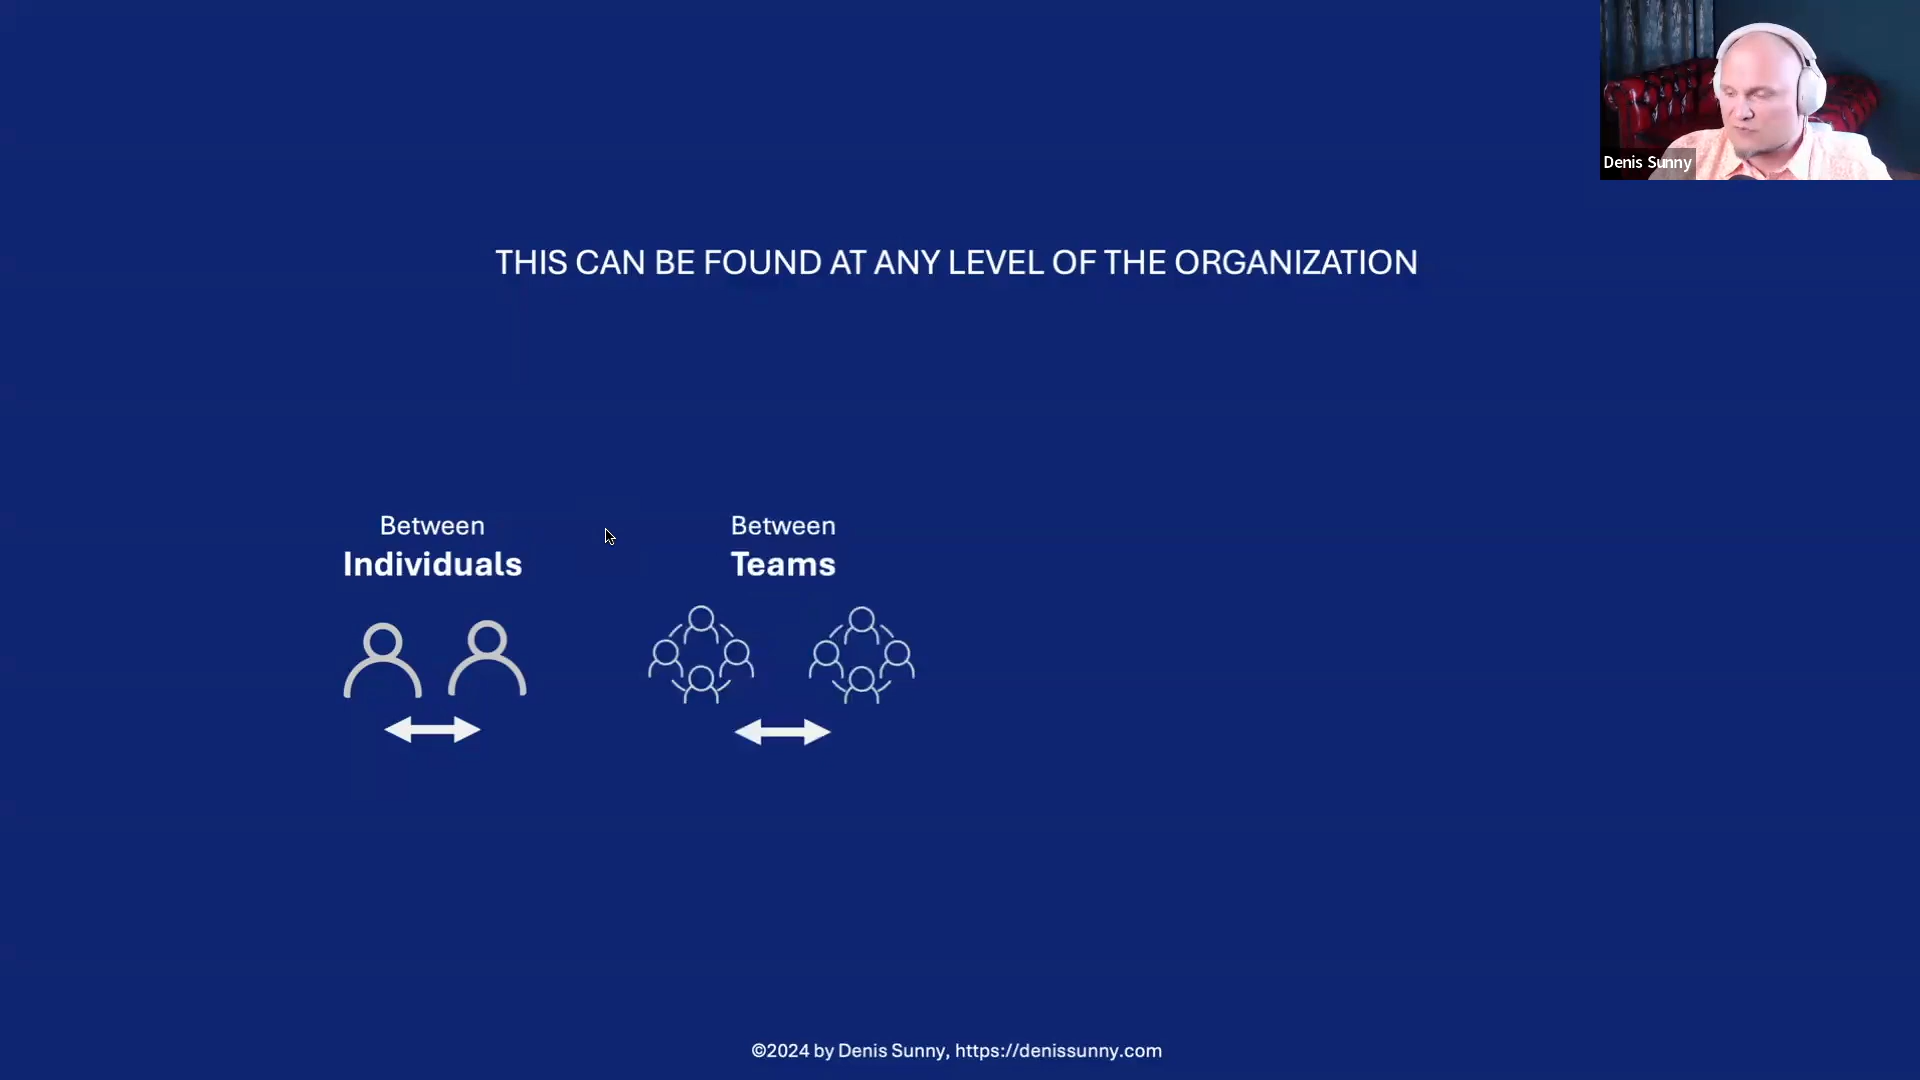 Denis Sunny
THIS CAN BE FOUND AT ANY LEVEL OF THE ORGANIZATION
Between
Individuals
Between
Teams
©2024 by Denis Sunny, https://denissunny.com